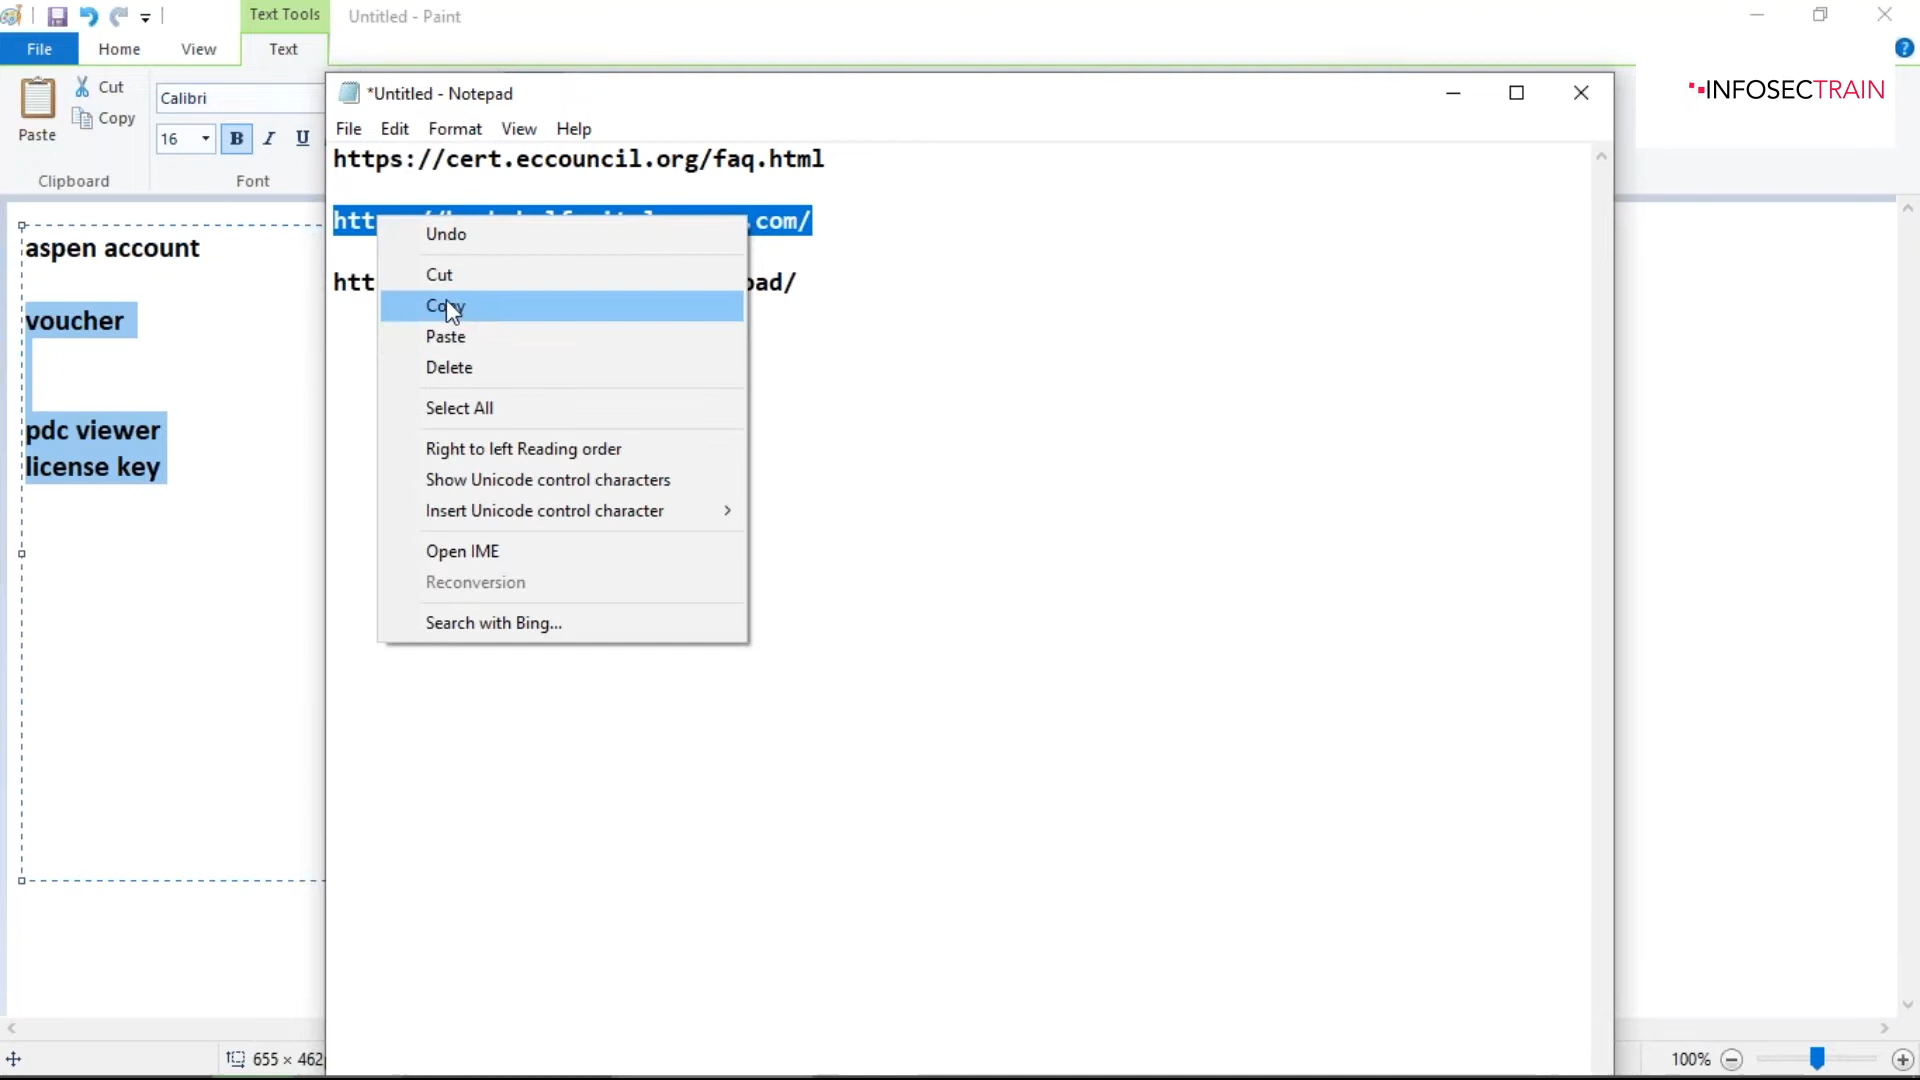 Text Tools
Untitled - Paint
File
Home
View
Text
Paste
Cut
Copy
Clipboard
Calibri
16
B
I
U
Font
INFOSECTRAIN
*Untitled - Notepad
File
Edit
Format
View
Help
https://cert.eccouncil.org/faq.html
.com/
aspen account
voucher
pdc viewer
license key
Undo
Cut
Copy
Paste
Delete
Select All
Right to left Reading order
Show Unicode control characters
Insert Unicode control character
Open IME
Reconversion
Search with Bing...
655 × 462
100%